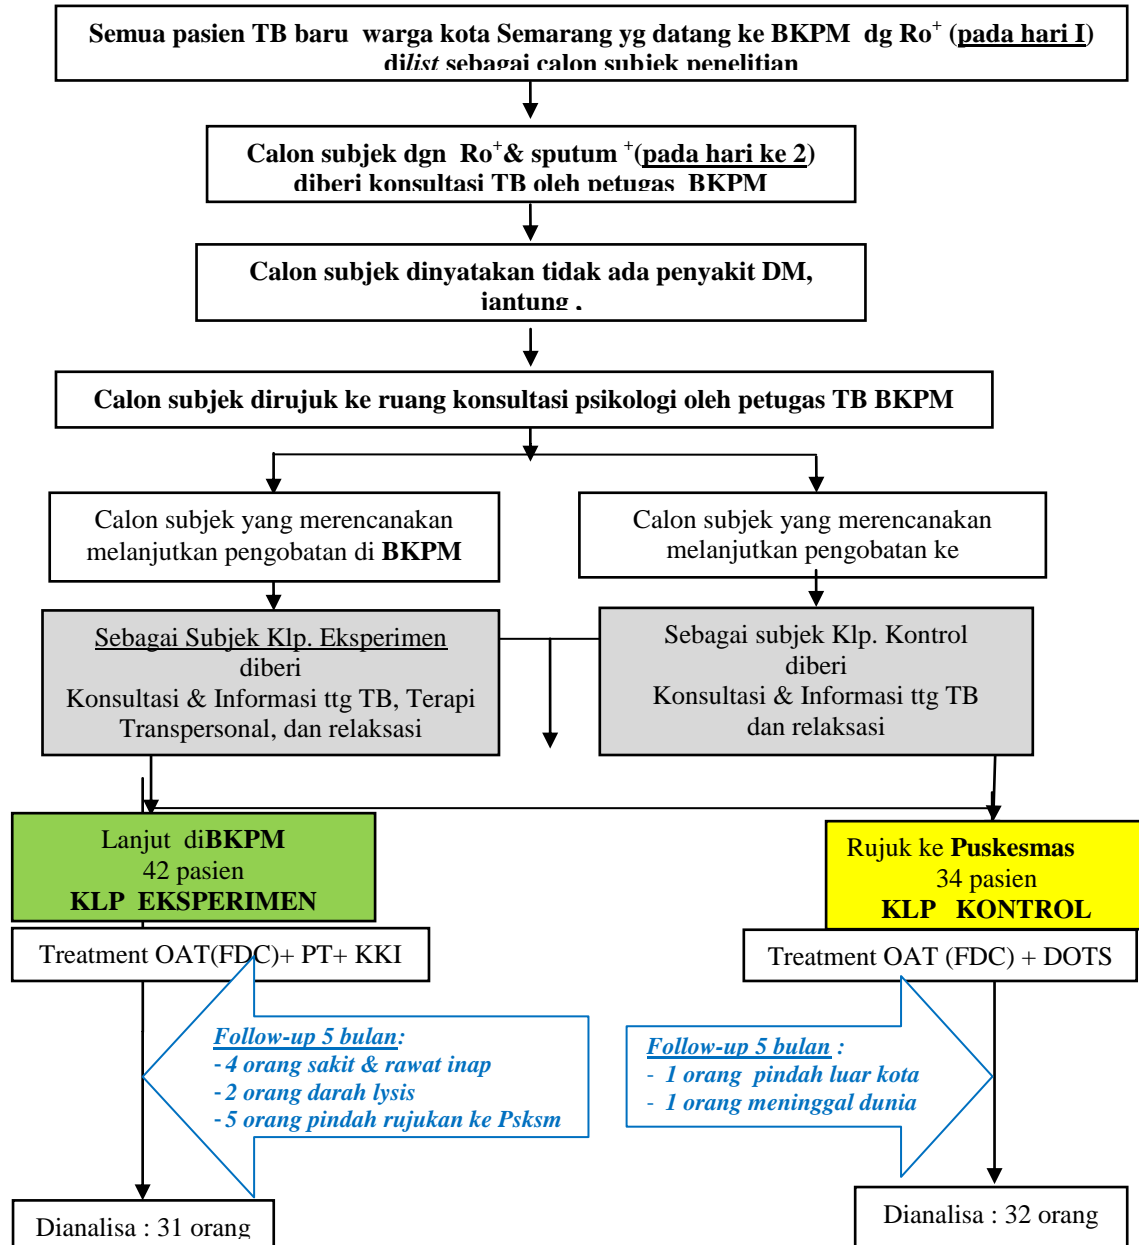 Semua pasien TB baru warga kota Semarang yg datang ke BKPM dg Ro+ (pada hari I)
dilist sebagai calon subjek penelitian
Calon subjek dgn Ro+& sputum +(pada hari ke 2)
diberi konsultasi TB oleh petugas BKPM
Calon subjek dinyatakan tidak ada penyakit DM,
jantung .
Calon subjek dirujuk ke ruang konsultasi psikologi oleh petugas TB BKPM
Calon subjek yang merencanakan
melanjutkan pengobatan di BKPM
Calon subjek yang merencanakan
melanjutkan pengobatan ke
Sebagai Subjek Klp. Eksperimen
diberi
Konsultasi & Informasi ttg TB, Terapi
Transpersonal, dan relaksasi
Sebagai subjek Klp. Kontrol
diberi
Konsultasi & Informasi ttg TB
dan relaksasi
Lanjut diBKPM
42 pasien
KLP EKSPERIMEN
Rujuk ke Puskesmas
34 pasien
KLP KONTROL
Treatment OAT(FDC)+ PT+ KKI
Treatment OAT (FDC) + DOTS
Follow-up 5 bulan:
- 4 orang sakit & rawat inap
- 2 orang darah lysis
- 5 orang pindah rujukan ke Psksm
Follow-up 5 bulan :
- 1 orang pindah luar kota
- 1 orang meninggal dunia
Dianalisa : 31 orang
Dianalisa : 32 orang